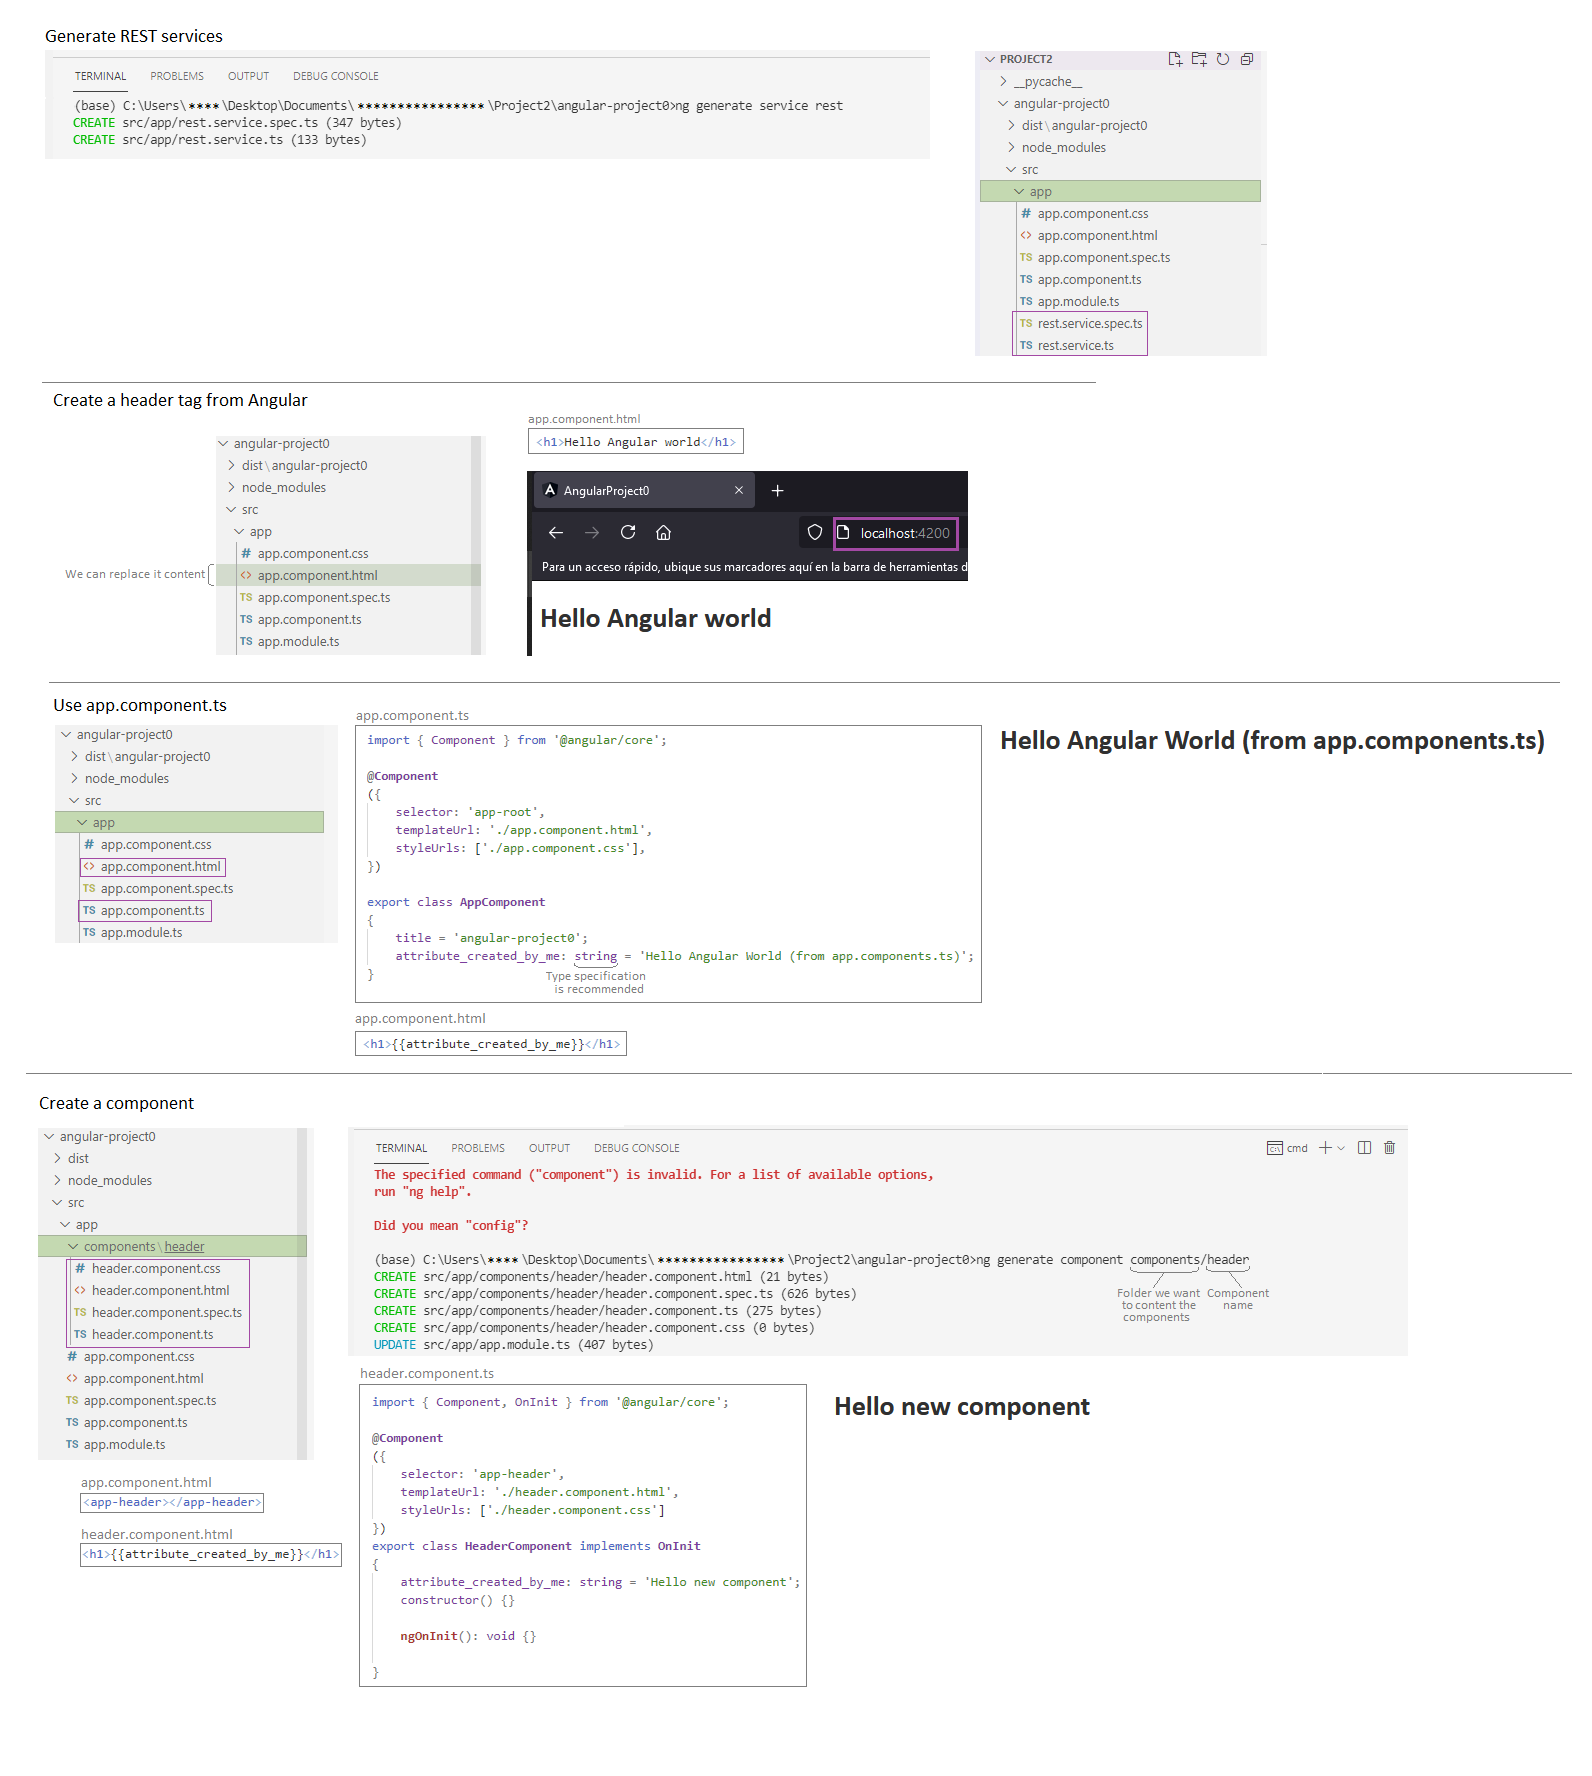 Generate REST services
TERMINAL PROBLEMS OUTPUT DEBUG CONSOLE
(base) C:\Users\****\Desktop\Documents\****************\Project2\angular-project0>ng generate service rest
CREATE src/app/rest.service.spec.ts (347 bytes)
CREATE src/app/rest.service.ts (133 bytes)
PROJECT2
__pycache__
angular-project0
dist\angular-project0
node_modules
src
app
# app.component.css
<> app.component.html
TS app.component.spec.ts
TS app.component.ts
TS app.module.ts
TS rest.service.spec.ts
TS rest.service.ts
Create a header tag from Angular
angular-project0
dist\angular-project0
node_modules
src
app
# app.component.css
We can replace it content
<> app.component.html
TS app.component.spec.ts
TS app.component.ts
TS app.module.ts
app.component.html
<h1>Hello Angular world</h1>
AngularProject0
localhost:4200
Para un acceso rápido, ubique sus marcadores aquí en la barra de herramientas d
Hello Angular world
Use app.component.ts
angular-project0
dist\angular-project0
node_modules
src
app
# app.component.css
<> app.component.html
TS app.component.spec.ts
TS app.component.ts
TS app.module.ts
app.component.ts
import { Component } from '@angular/core';
@Component
({
selector: 'app-root',
templateUrl: './app.component.html',
styleUrls: ['./app.component.css'],
})
export class AppComponent
{
title = 'angular-project0';
attribute_created_by_me: string = 'Hello Angular World (from app.components.ts)';
}
Type specification
is recommended
Hello Angular World (from app.components.ts)
app.component.html
<h1>{{attribute_created_by_me}}</h1>
Create a component
angular-project0
dist
node_modules
src
app
components\header
# header.component.css
<> header.component.html
TS header.component.spec.ts
TS header.component.ts
# app.component.css
<> app.component.html
TS app.component.spec.ts
TS app.component.ts
TS app.module.ts
TERMINAL PROBLEMS OUTPUT DEBUG CONSOLE
cmd
The specified command ("component") is invalid. For a list of available options,
run "ng help".
Did you mean "config"?
(base) C:\Users\****\Desktop\Documents\****************\Project2\angular-project0>ng generate component components/header
CREATE src/app/components/header/header.component.html (21 bytes)
CREATE src/app/components/header/header.component.spec.ts (626 bytes)
CREATE src/app/components/header/header.component.ts (275 bytes)
CREATE src/app/components/header/header.component.css (0 bytes)
UPDATE src/app/app.module.ts (407 bytes)
Folder we want
to content the
components
Component
name
app.component.html
<app-header></app-header>
header.component.html
<h1>{{attribute_created_by_me}}</h1>
header.component.ts
import { Component, OnInit } from '@angular/core';
@Component
({
selector: 'app-header',
templateUrl: './header.component.html',
styleUrls: ['./header.component.css']
})
export class HeaderComponent implements OnInit
{
attribute_created_by_me: string = 'Hello new component';
constructor() {}
ngOnInit(): void {}
}
Hello new component